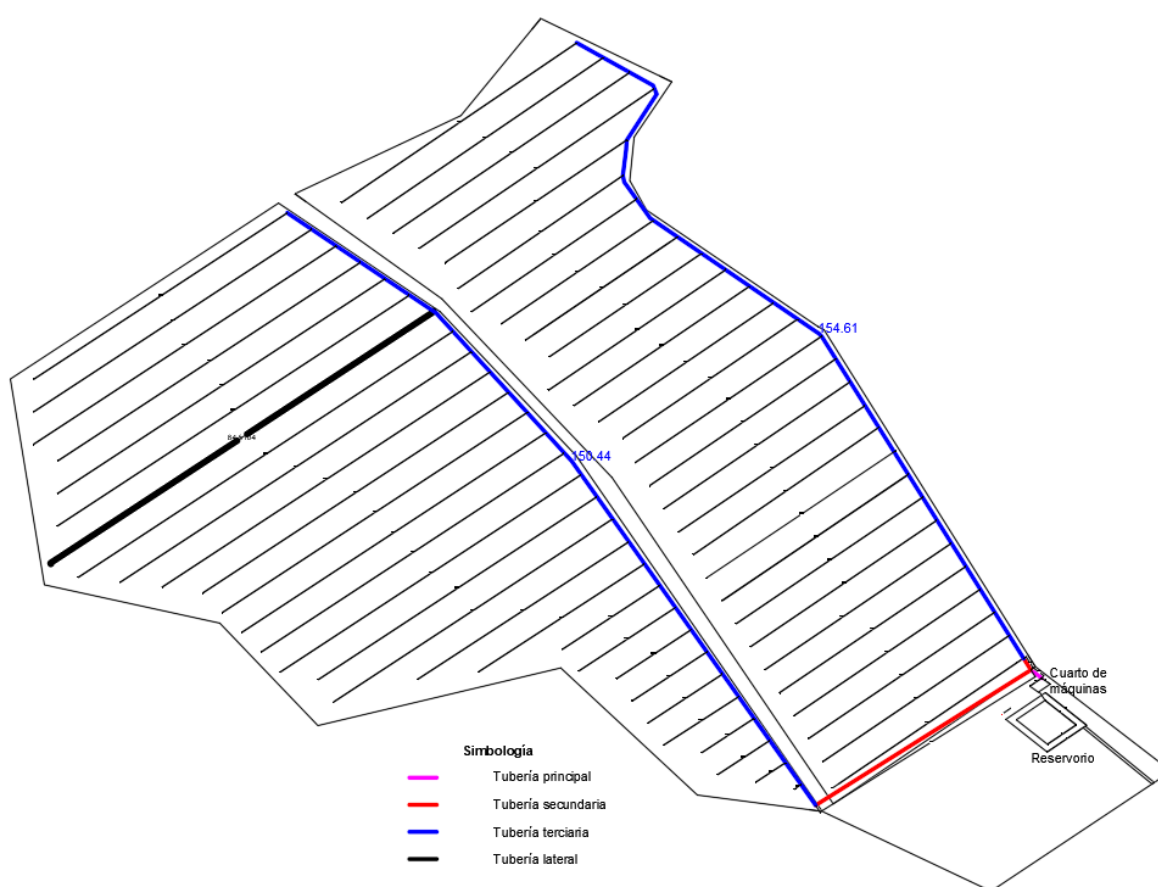 154.61
150.44
Cuarto de
máquinas
Reservorio
Simbología
Tubería principal
Tubería secundaria
Tubería terciaria
Tubería lateral